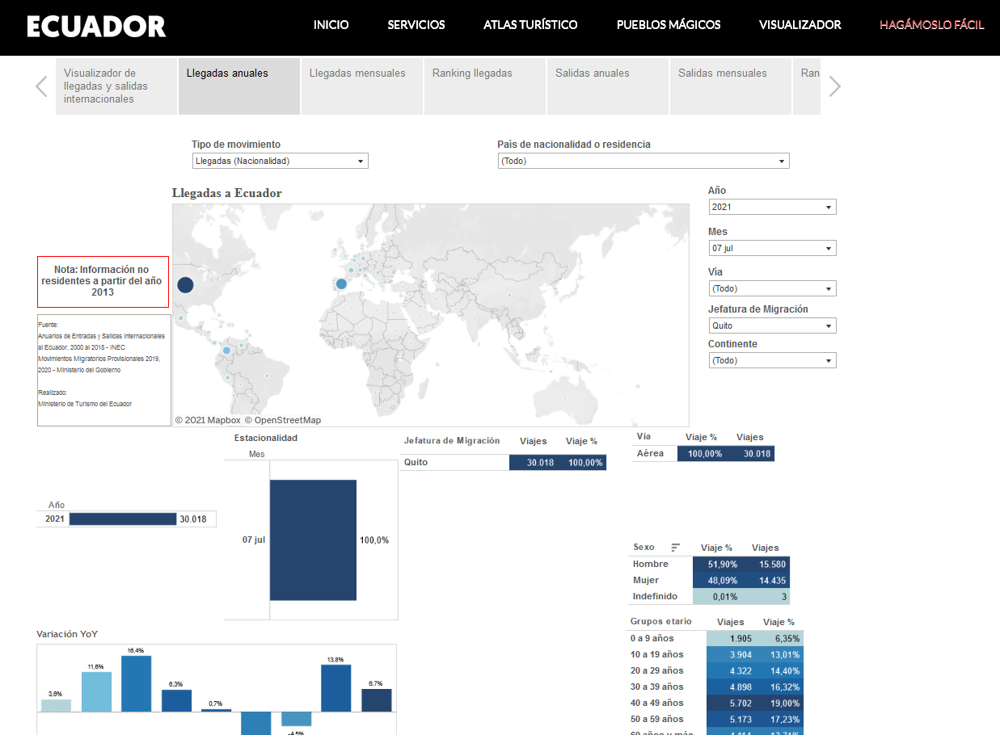 ECUADOR
INICIO SERVICIOS ATLAS TURÍSTICO PUEBLOS MÁGICOS VISUALIZADOR HAGÁMOSLO FÁCIL
Visualizador de
llegadas y salidas
internacionales
Llegadas anuales
Llegadas mensuales
Ranking llegadas
Salidas anuales
Salidas mensuales
Ran
Tipo de movimiento
Llegadas (Nacionalidad)
País de nacionalidad o residencia
(Todo)
Llegadas a Ecuador
Año
2021
Mes
07 jul
Vía
(Todo)
Jefatura de Migración
Quito
Continente
(Todo)
Nota: Información no
residentes a partir del año
2013
Fuente:
Anuarios de Entradas y Salidas Internacionales
al Ecuador, 2000 al 2018 - INEC
Movimientos Migratorios Provisionales 2019,
2020 - Ministerio del Gobierno
Realizado:
Ministerio de Turismo del Ecuador
© 2021 Mapbox © OpenStreetMap
Año
2021 30.018
Estacionalidad
Mes
07 jul 100,0%
Jefatura de Migración Viajes Viaje %
Quito 30.018 100,00%
Vía Viaje % Viajes
Aérea 100,00% 30.018
Sexo Viaje % Viajes
Hombre 51,90% 15.580
Mujer 48,09% 14.435
Indefinido 0,01% 3
Variación YoY
3,6%
11,6%
16,4%
6,3%
0,7%
-4,5%
13,8%
6,7%
Grupos etario Viajes Viaje %
0 a 9 años 1.905 6,35%
10 a 19 años 3.904 13,01%
20 a 29 años 4.322 14,40%
30 a 39 años 4.898 16,32%
40 a 49 años 5.702 19,00%
50 a 59 años 5.173 17,23%
60 años y más 4.114 13,71%